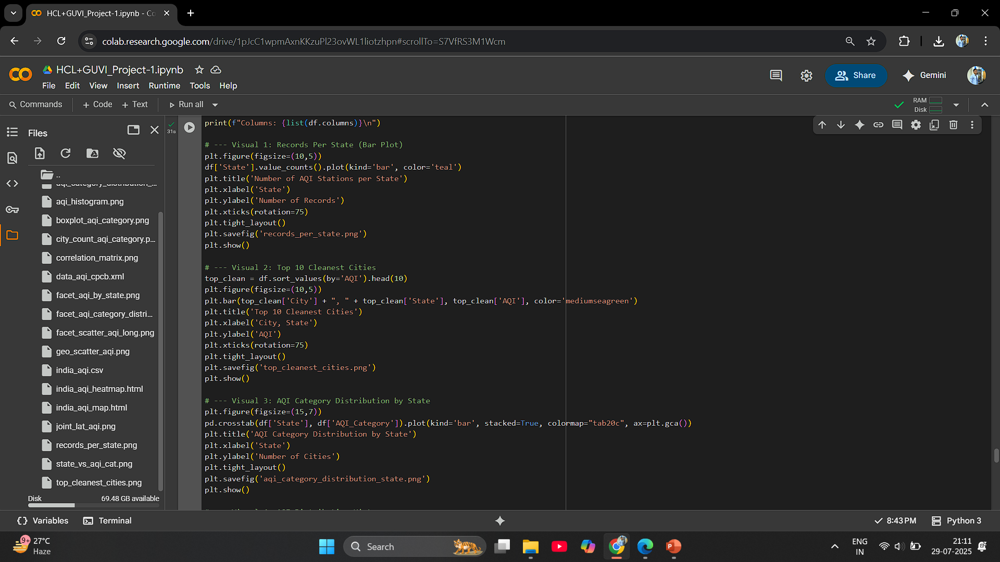 HCL+GUVI_Project-1.ipynb - Co
colab.research.google.com/drive/1pJcC1wpmAxnKKzuPl23ovWL1liotzhpn#scrollTo=S7VfRS3M1Wcm
HCL+GUVI_Project-1.ipynb
File Edit View Insert Runtime Tools Help
Share
Gemini
Commands + Code + Text Run all
RAM
Disk
Files
..
aqi_histogram.png
boxplot_aqi_category.png
city_count_aqi_category.p...
correlation_matrix.png
data_aqi_cpcb.xml
facet_aqi_by_state.png
facet_aqi_category_distri...
facet_scatter_aqi_long.png
geo_scatter_aqi.png
india_aqi.csv
india_aqi_heatmap.html
india_aqi_map.html
joint_lat_aqi.png
records_per_state.png
state_vs_aqi_cat.png
top_cleanest_cities.png
Disk 69.48 GB available
31s
print(f"Columns: {list(df.columns)}\n")
# --- Visual 1: Records Per State (Bar Plot)
plt.figure(figsize=(10,5))
df['State'].value_counts().plot(kind='bar', color='teal')
plt.title('Number of AQI Stations per State')
plt.xlabel('State')
plt.ylabel('Number of Records')
plt.xticks(rotation=75)
plt.tight_layout()
plt.savefig('records_per_state.png')
plt.show()
# --- Visual 2: Top 10 Cleanest Cities
top_clean = df.sort_values(by='AQI').head(10)
plt.figure(figsize=(10,5))
plt.bar(top_clean['City'] + ", " + top_clean['State'], top_clean['AQI'], color='mediumseagreen')
plt.title('Top 10 Cleanest Cities')
plt.xlabel('City, State')
plt.ylabel('AQI')
plt.xticks(rotation=75)
plt.tight_layout()
plt.savefig('top_cleanest_cities.png')
plt.show()
# --- Visual 3: AQI Category Distribution by State
plt.figure(figsize=(15,7))
pd.crosstab(df['State'], df['AQI_Category']).plot(kind='bar', stacked=True, colormap="tab20c", ax=plt.gca())
plt.title('AQI Category Distribution by State')
plt.xlabel('State')
plt.ylabel('Number of Cities')
plt.tight_layout()
plt.savefig('aqi_category_distribution_state.png')
plt.show()
Variables Terminal
8:43 PM Python 3
9+
27°C
Haze
Search
ENG
IN
21:11
29-07-2025